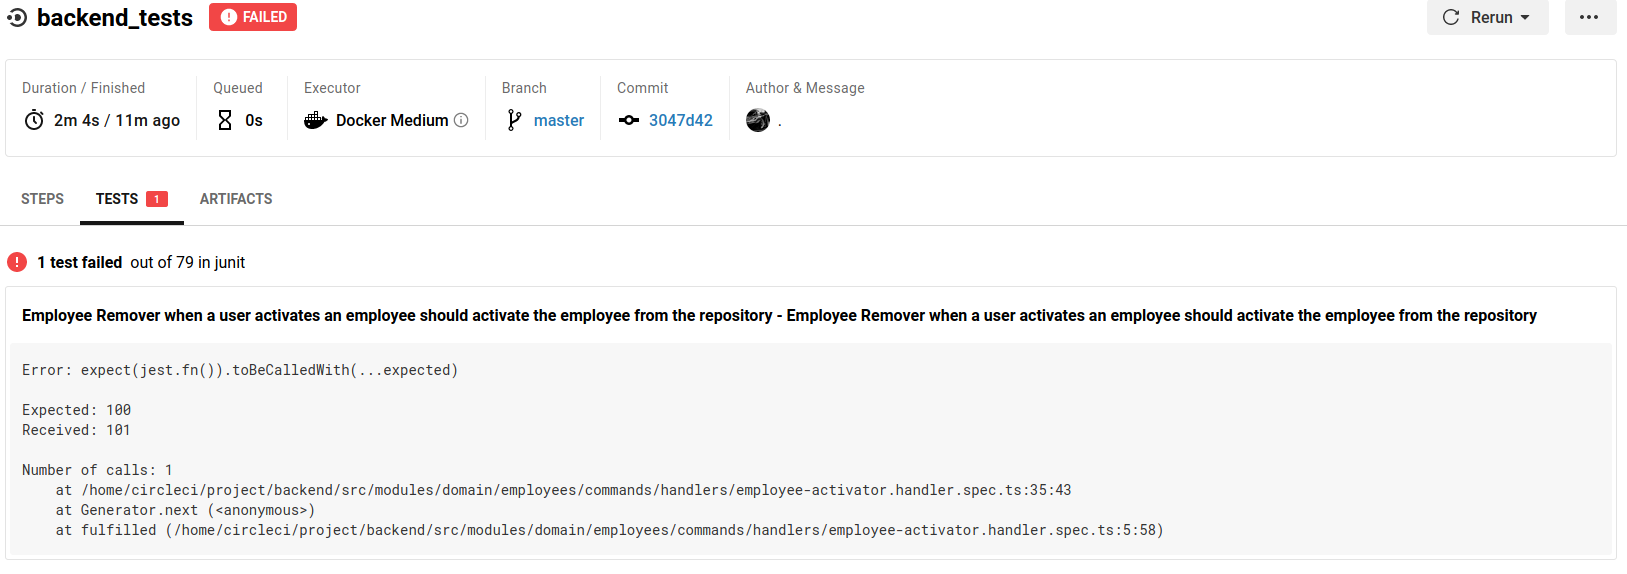 backend_tests FAILED Rerun
Duration / Finished Queued Executor Branch Commit Author & Message
2m 4s / 11m ago 0s Docker Medium master 3047d42 .
STEPS TESTS 1 ARTIFACTS
1 test failed out of 79 in junit
Employee Remover when a user activates an employee should activate the employee from the repository - Employee Remover when a user activates an employee should activate the employee from the repository
Error: expect(jest.fn()).toBeCalledWith(...expected)
Expected: 100
Received: 101
Number of calls: 1
at /home/circleci/project/backend/src/modules/domain/employees/commands/handlers/employee-activator.handler.spec.ts:35:43
at Generator.next (<anonymous>)
at fulfilled (/home/circleci/project/backend/src/modules/domain/employees/commands/handlers/employee-activator.handler.spec.ts:5:58)